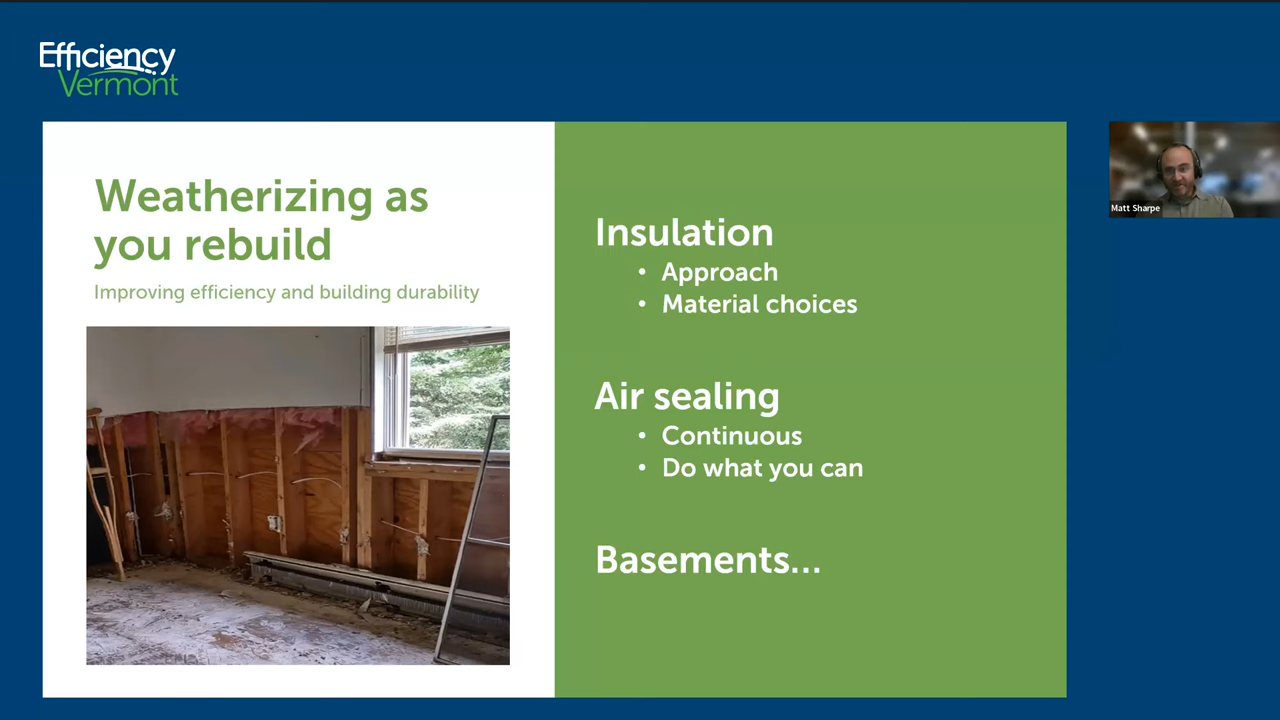 Efficiency
Vermont
Weatherizing as
you rebuild
Improving efficiency and building durability
Insulation
• Approach
• Material choices
Air sealing
• Continuous
• Do what you can
Basements...
Matt Sharpe